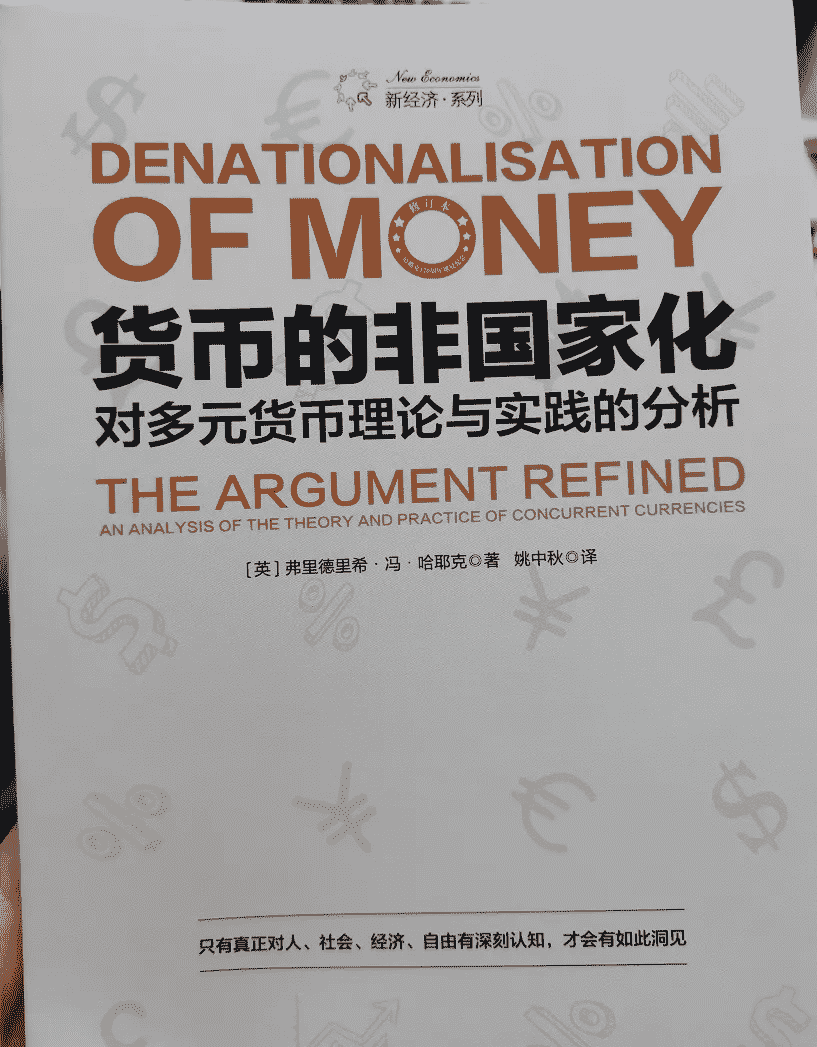 New Economics
新经济·系列
DENATIONALISATION
OF MONEY
修订本
货币的非国家化
对多元货币理论与实践的分析
THE ARGUMENT REFINED
AN ANALYSIS OF THE THEORY AND PRACTICE OF CONCURRENT CURRENCIES
[英]弗里德里希·冯·哈耶克◎著 姚中秋◎译
只有真正对人、社会、经济、自由有深刻认知，才会有如此洞见